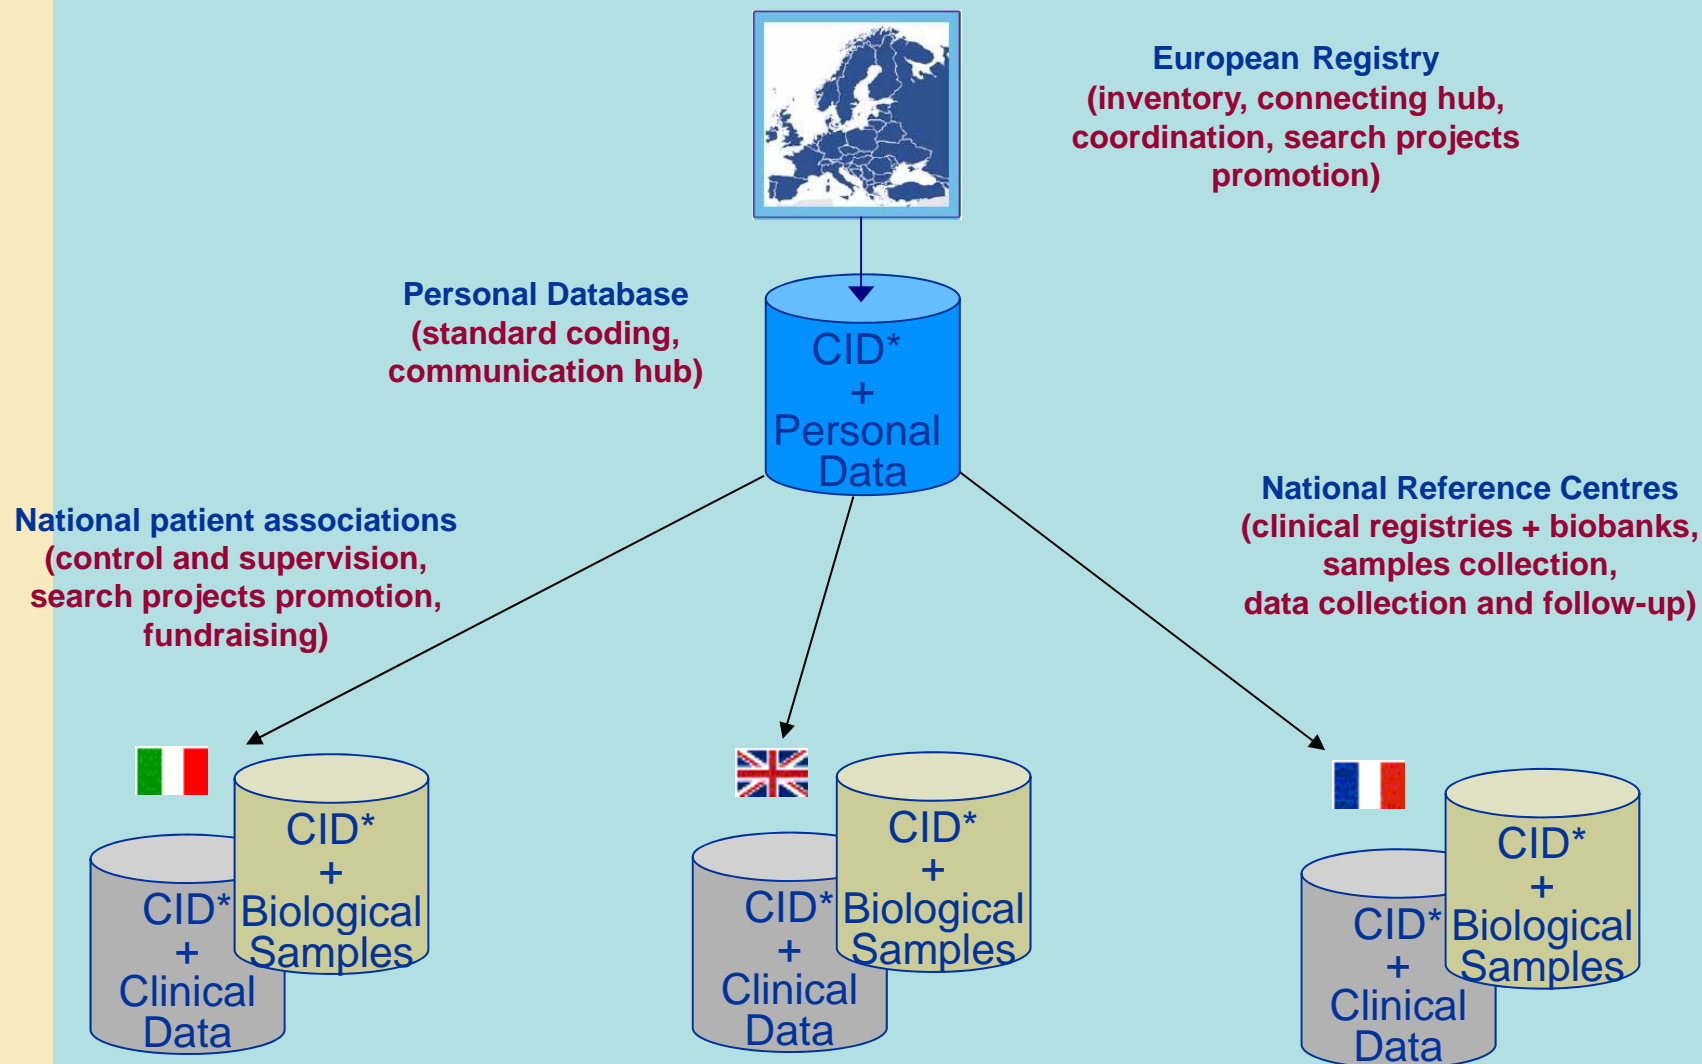 European Registry
(inventory, connecting hub,
coordination, search projects
promotion)
Personal Database
(standard coding,
communication hub)
CID*
+
Personal
Data
National patient associations
(control and supervision,
search projects promotion,
fundraising)
National Reference Centres
(clinical registries + biobanks,
samples collection,
data collection and follow-up)
CID*
+
Biological
Samples
CID*
+
Clinical
Data
CID*
+
Biological
Samples
CID*
+
Clinical
Data
CID*
+
Biological
Samples
CID*
+
Clinical
Data